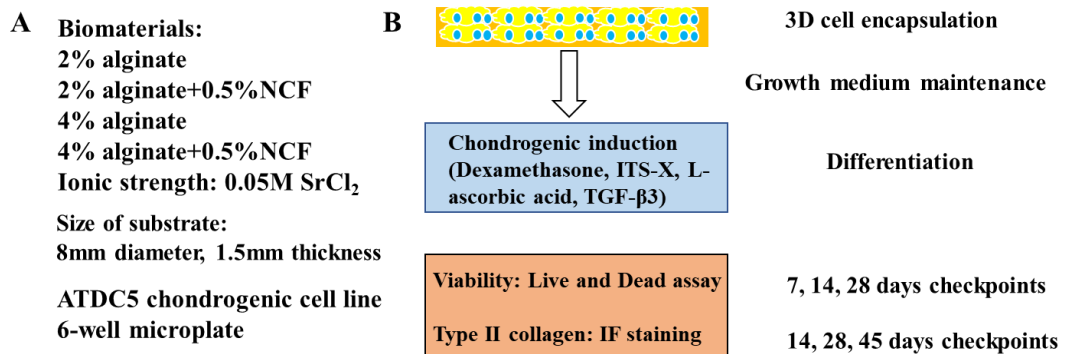 A
Biomaterials:
2% alginate
2% alginate+0.5%NCF
4% alginate
4% alginate+0.5%NCF
Ionic strength: 0.05M SrCl₂
Size of substrate:
8mm diameter, 1.5mm thickness
ATDC5 chondrogenic cell line
6-well microplate
B
3D cell encapsulation
Growth medium maintenance
Chondrogenic induction
(Dexamethasone, ITS-X, L-
ascorbic acid, TGF-β3)
Differentiation
Viability: Live and Dead assay
7, 14, 28 days checkpoints
Type II collagen: IF staining
14, 28, 45 days checkpoints